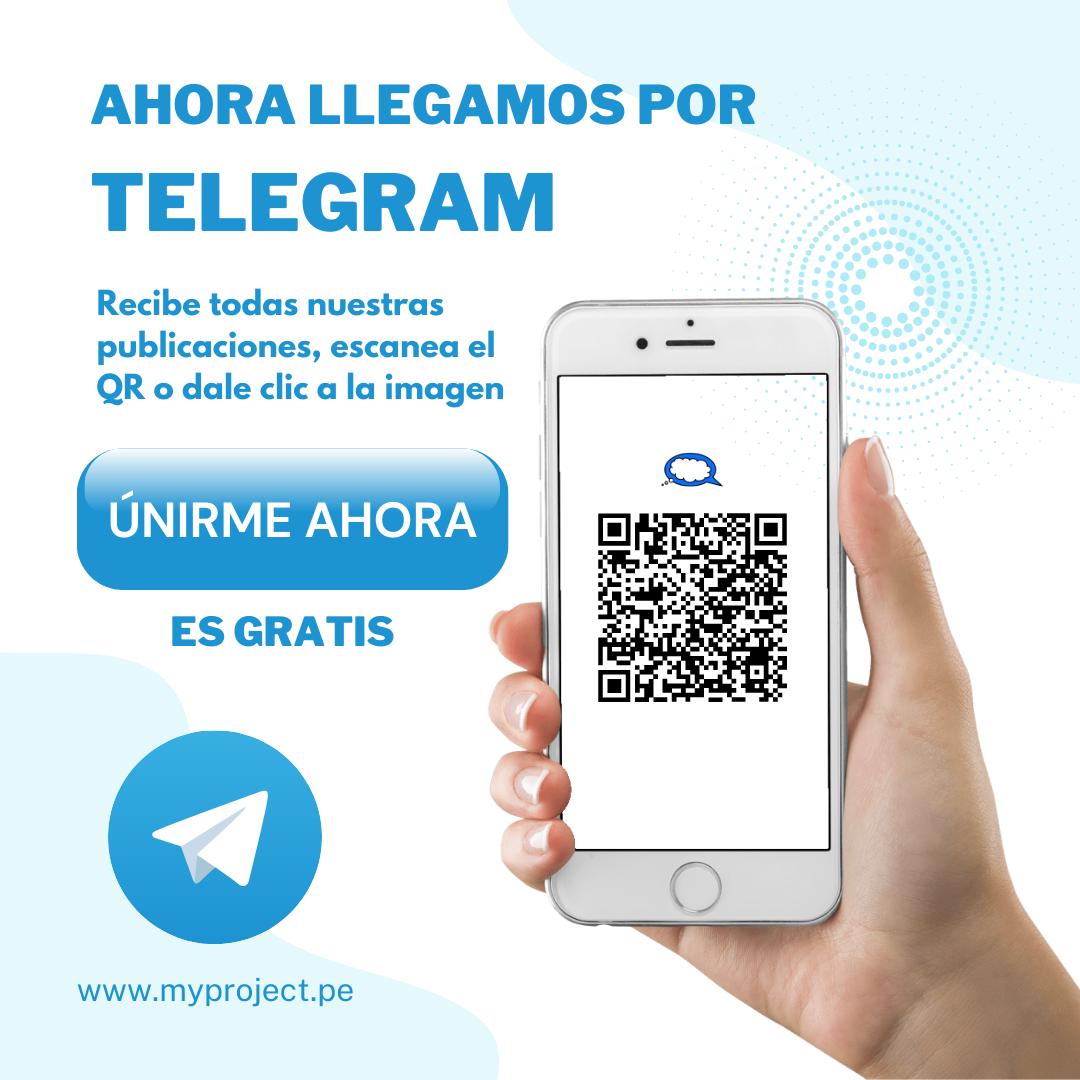 AHORA LLEGAMOS POR
TELEGRAM
Recibe todas nuestras
publicaciones, escanea el
QR o dale clic a la imagen
ÚNIRME AHORA
ES GRATIS
www.myproject.pe